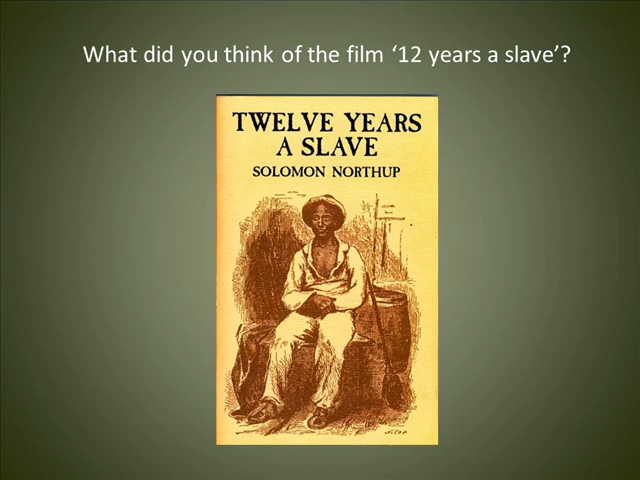 What did you think of the film ‘12 years a slave’?
TWELVE YEARS
A SLAVE
SOLOMON NORTHUP